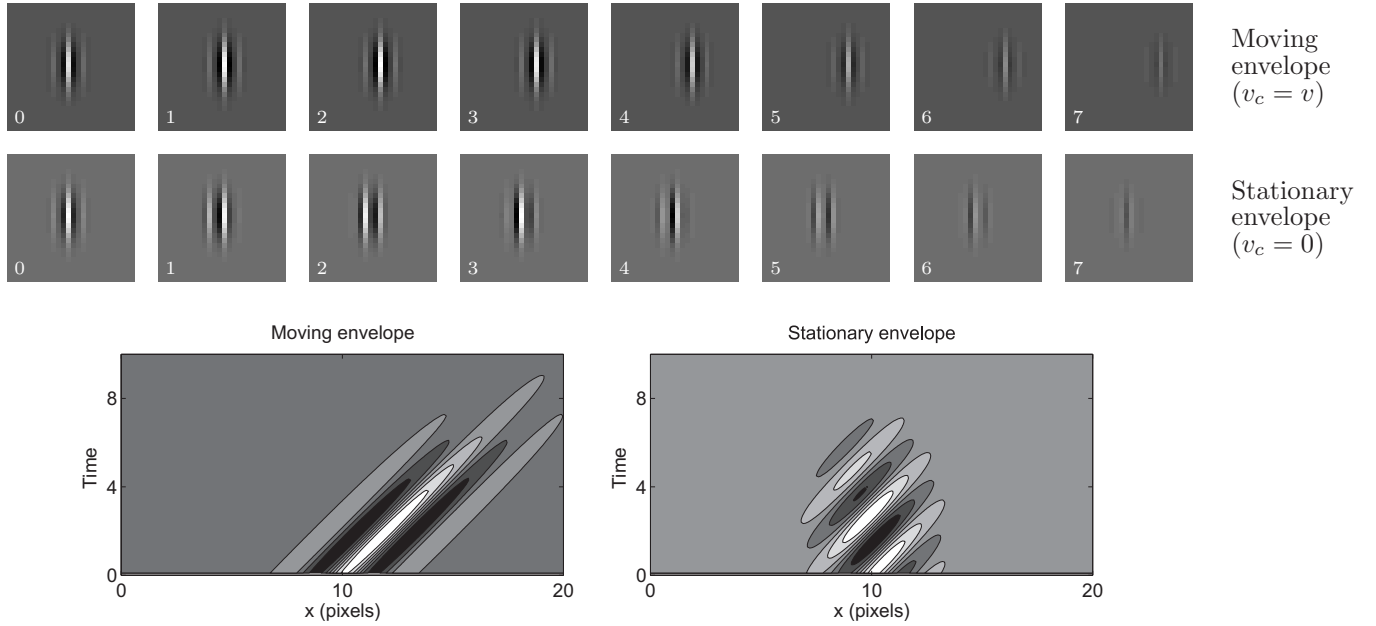 0 1 2 3 4 5 6 7
Moving
envelope
(v_c = v)
0 1 2 3 4 5 6 7
Stationary
envelope
(v_c = 0)
Moving envelope
8
4
0
Time
0 10 20
x (pixels)
Stationary envelope
8
4
0
Time
0 10 20
x (pixels)